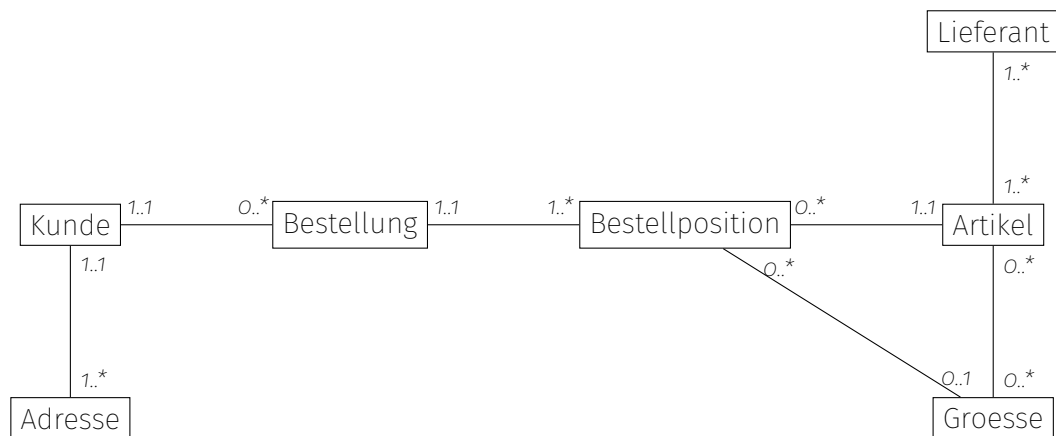 Lieferant
1..*
1..*
Kunde
1..1
0..*
Bestellung
1..1
1..*
Bestellposition
0..*
1..1
Artikel
1..1
0..*
0..*
1..*
0..1
0..*
Adresse
Groesse